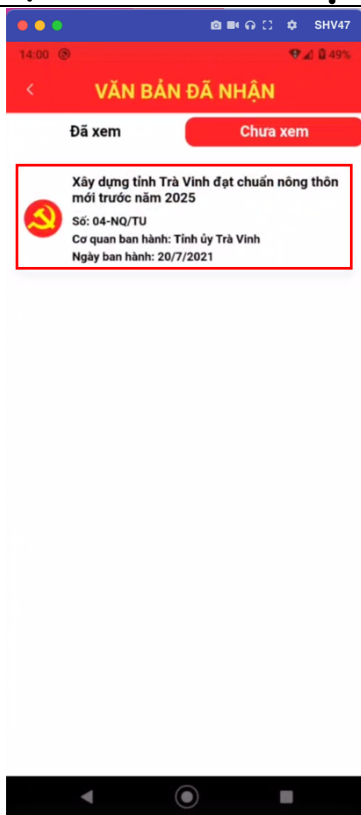 SHV47
14:00
49%
VĂN BẢN ĐÃ NHẬN
Đã xem
Chưa xem
Xây dựng tỉnh Trà Vinh đạt chuẩn nông thôn
mới trước năm 2025
Số: 04-NQ/TU
Cơ quan ban hành: Tỉnh ủy Trà Vinh
Ngày ban hành: 20/7/2021